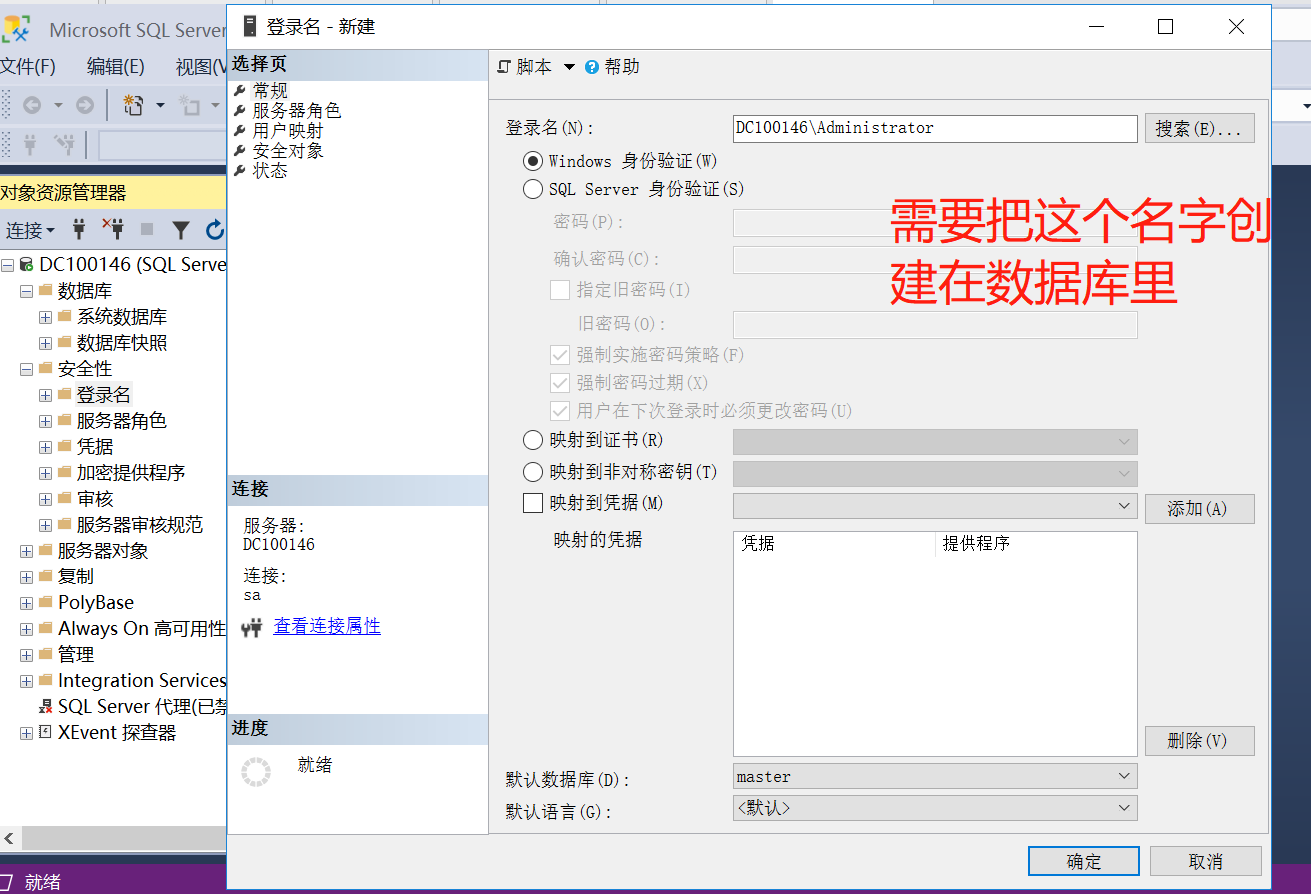 Microsoft SQL Server
文件(F) 编辑(E) 视图(V
对象资源管理器
连接
DC100146 (SQL Serve
数据库
系统数据库
数据库快照
安全性
登录名
服务器角色
凭据
加密提供程序
审核
服务器审核规范
服务器对象
复制
PolyBase
Always On 高可用性
管理
Integration Services
SQL Server 代理(已禁
XEvent 探查器
就绪
登录名 - 新建
选择页
常规
服务器角色
用户映射
安全对象
状态
连接
服务器:
DC100146
连接:
sa
查看连接属性
进度
就绪
脚本 帮助
登录名(N): DC100146\Administrator 搜索(E)...
Windows 身份验证(W)
SQL Server 身份验证(S)
密码(P):
确认密码(C):
指定旧密码(I)
旧密码(O):
强制实施密码策略(F)
强制密码过期(X)
用户在下次登录时必须更改密码(U)
需要把这个名字创
建在数据库里
映射到证书(R)
映射到非对称密钥(T)
映射到凭据(M) 添加(A)
映射的凭据 凭据 提供程序
删除(V)
默认数据库(D): master
默认语言(G): <默认>
确定 取消